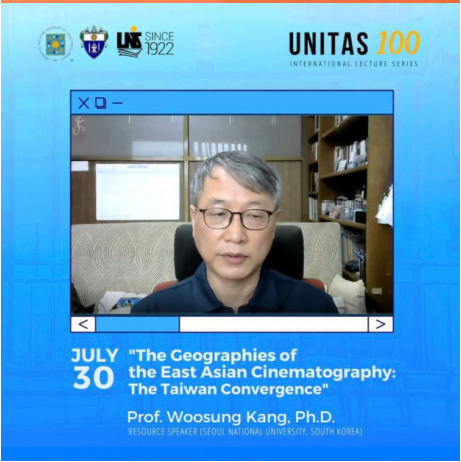 UNIS SINCE
1922
UNITAS 100
INTERNATIONAL LECTURE SERIES
JULY
30
"The Geographies of
the East Asian Cinematography:
The Taiwan Convergence"
Prof. Woosung Kang, Ph.D.
RESOURCE SPEAKER (SEOUL NATIONAL UNIVERSITY, SOUTH KOREA)